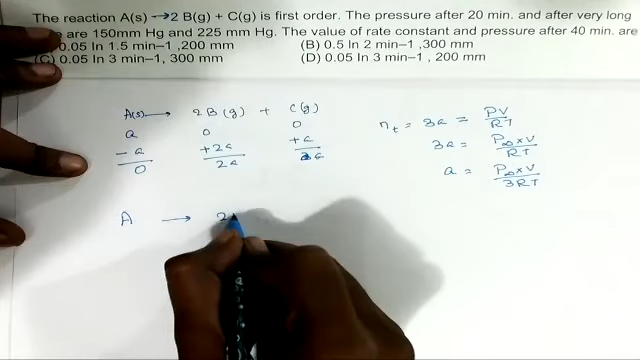 The reaction A(s) → 2 B(g) + C(g) is first order. The pressure after 20 min. and after very long
are 150mm Hg and 225 mm Hg. The value of rate constant and pressure after 40 min. are
0.05 ln 1.5 min–1 ,200 mm (B) 0.5 ln 2 min–1 ,300 mm
(C) 0.05 ln 3 min–1, 300 mm (D) 0.05 ln 3 min–1 , 200 mm
A(s) → 2B(g) + C(g)
a 0 0
-a +2a +a
0 2a
n_t = 3a = PV/RT
3a = P∞×V/RT
a = P∞×V/3RT
A → 2